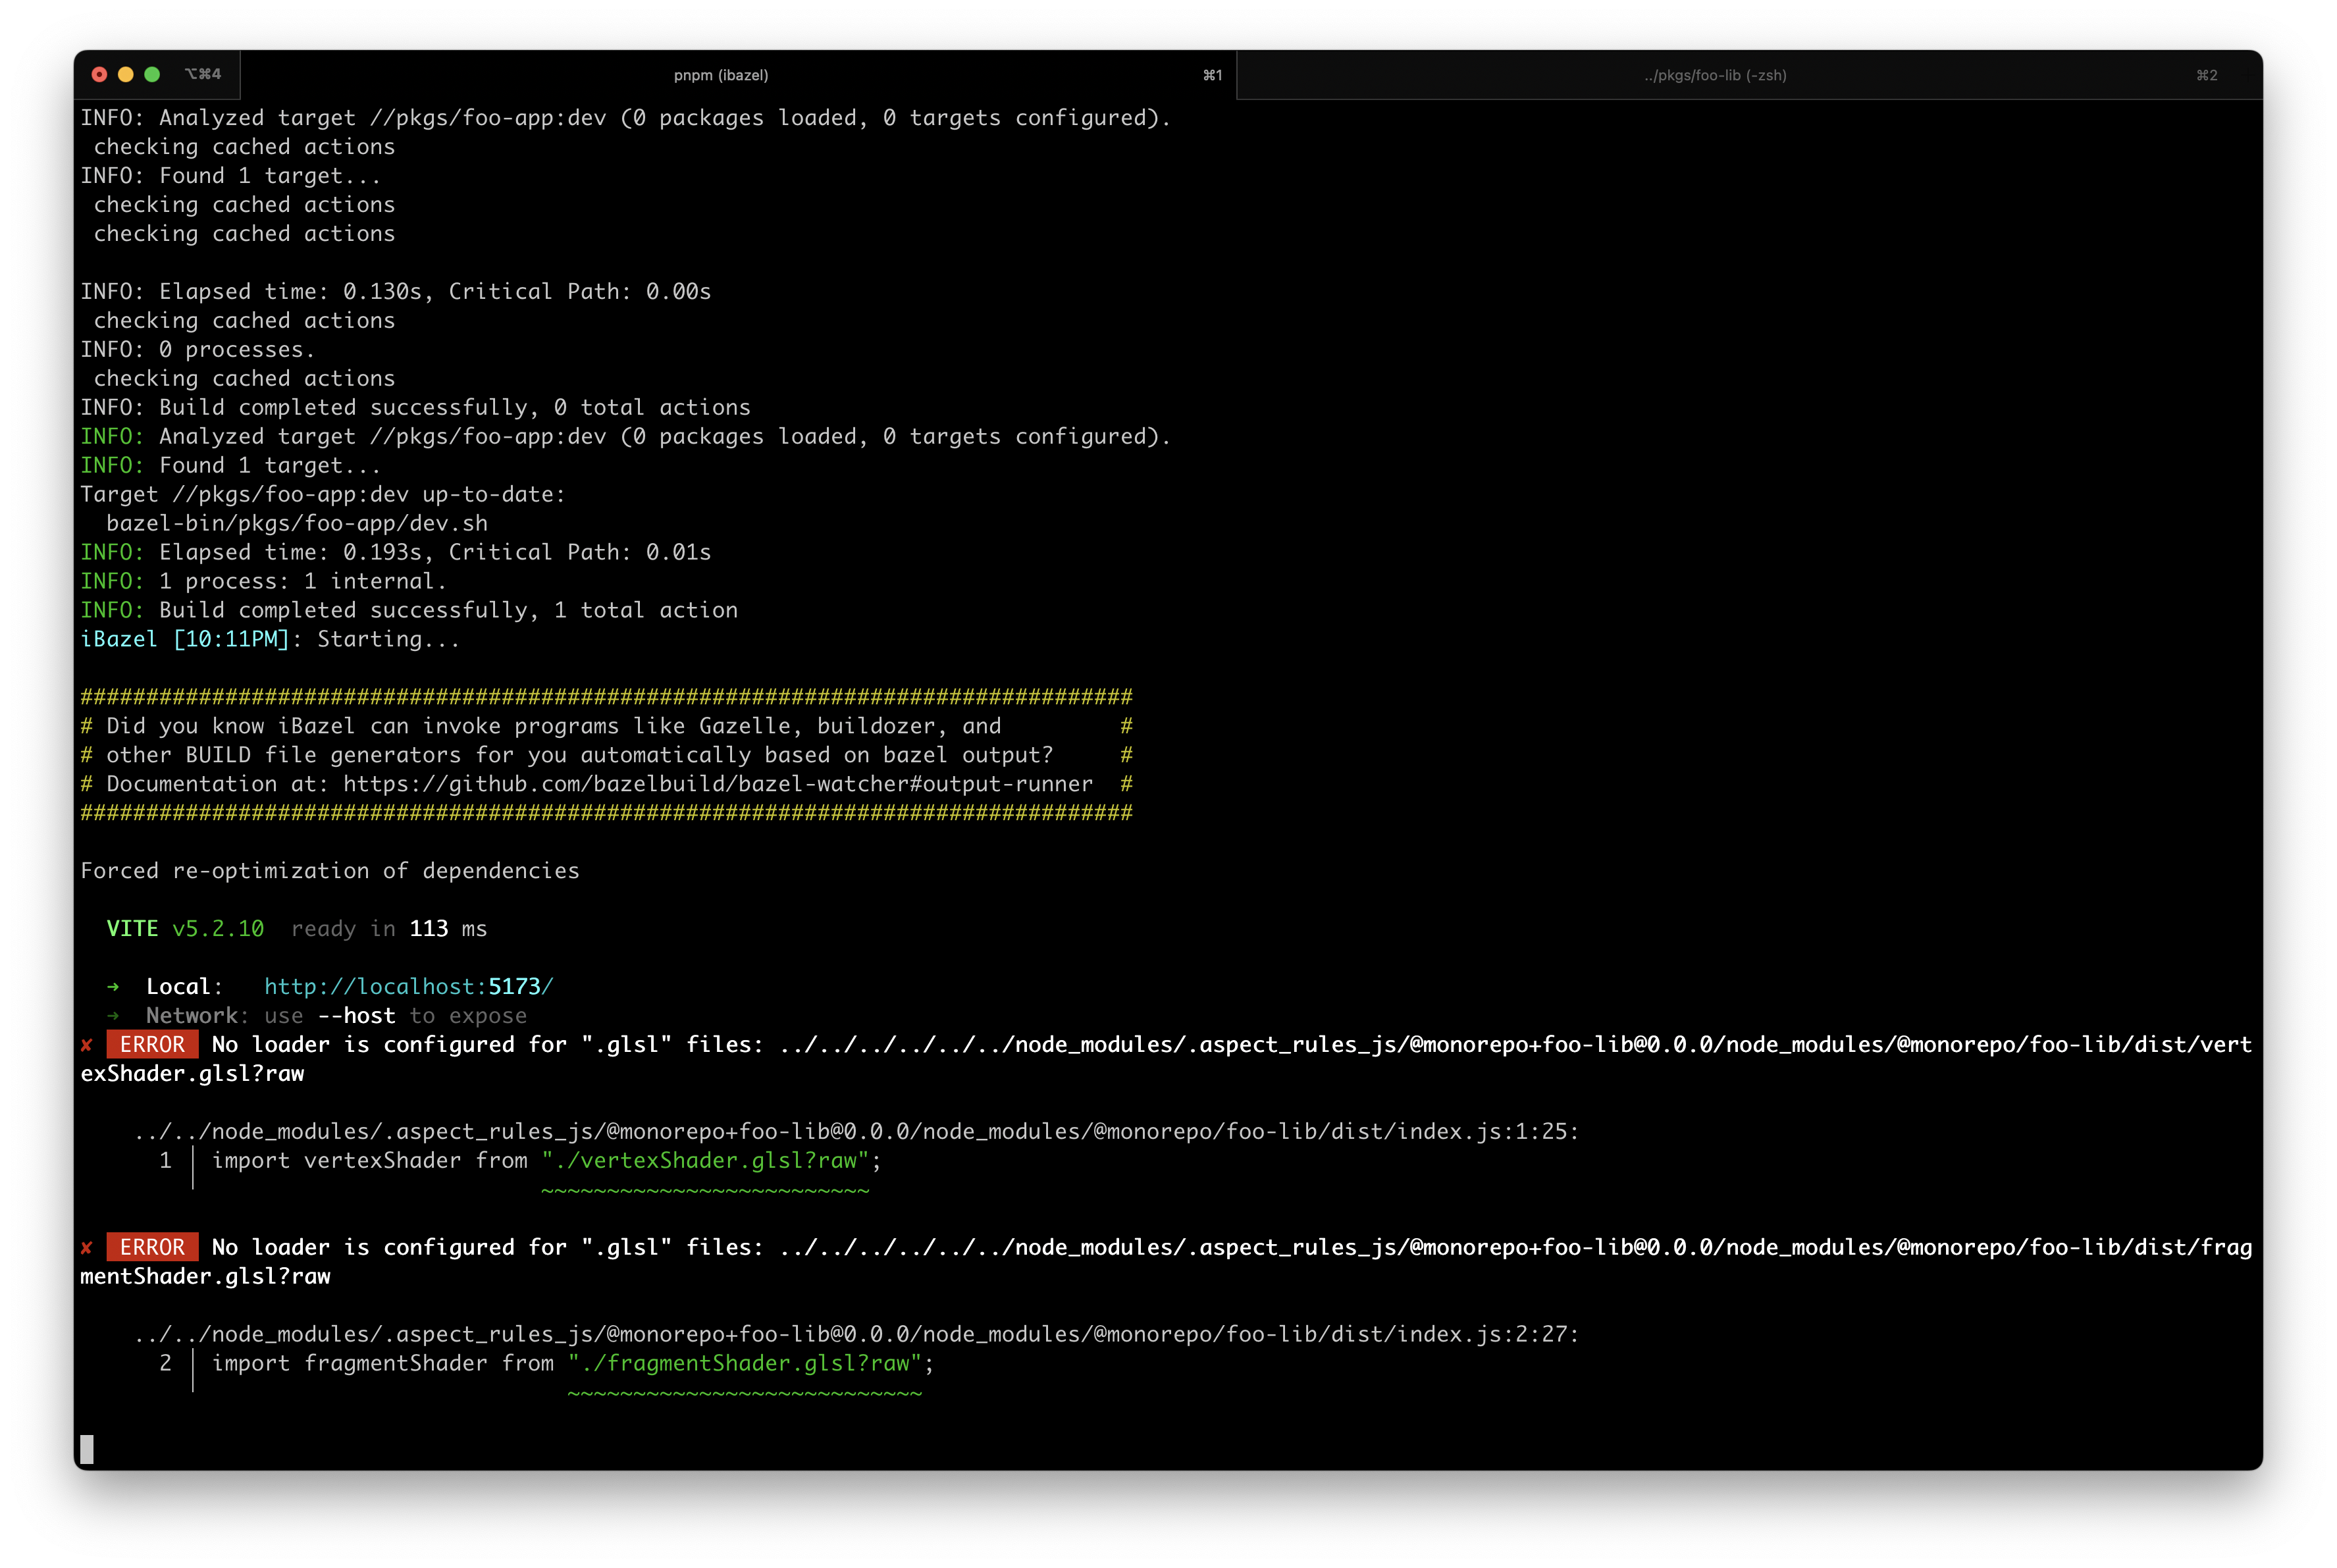 ⌥⌘4 pnpm (ibazel) ⌘1 ../pkgs/foo-lib (-zsh) ⌘2
INFO: Analyzed target //pkgs/foo-app:dev (0 packages loaded, 0 targets configured).
checking cached actions
INFO: Found 1 target...
checking cached actions
checking cached actions
INFO: Elapsed time: 0.130s, Critical Path: 0.00s
checking cached actions
INFO: 0 processes.
checking cached actions
INFO: Build completed successfully, 0 total actions
INFO: Analyzed target //pkgs/foo-app:dev (0 packages loaded, 0 targets configured).
INFO: Found 1 target...
Target //pkgs/foo-app:dev up-to-date:
bazel-bin/pkgs/foo-app/dev.sh
INFO: Elapsed time: 0.193s, Critical Path: 0.01s
INFO: 1 process: 1 internal.
INFO: Build completed successfully, 1 total action
iBazel [10:11PM]: Starting...
################################################################################
# Did you know iBazel can invoke programs like Gazelle, buildozer, and         #
# other BUILD file generators for you automatically based on bazel output?     #
# Documentation at: https://github.com/bazelbuild/bazel-watcher#output-runner  #
################################################################################
Forced re-optimization of dependencies
VITE v5.2.10  ready in 113 ms
➜  Local:   http://localhost:5173/
➜  Network: use --host to expose
✘ ERROR No loader is configured for ".glsl" files: ../../../../../../node_modules/.aspect_rules_js/@monorepo+foo-lib@0.0.0/node_modules/@monorepo/foo-lib/dist/vert
exShader.glsl?raw
../../node_modules/.aspect_rules_js/@monorepo+foo-lib@0.0.0/node_modules/@monorepo/foo-lib/dist/index.js:1:25:
1 │ import vertexShader from "./vertexShader.glsl?raw";
~~~~~~~~~~~~~~~~~~~~~~~~~
✘ ERROR No loader is configured for ".glsl" files: ../../../../../../node_modules/.aspect_rules_js/@monorepo+foo-lib@0.0.0/node_modules/@monorepo/foo-lib/dist/frag
mentShader.glsl?raw
../../node_modules/.aspect_rules_js/@monorepo+foo-lib@0.0.0/node_modules/@monorepo/foo-lib/dist/index.js:2:27:
2 │ import fragmentShader from "./fragmentShader.glsl?raw";
~~~~~~~~~~~~~~~~~~~~~~~~~~~